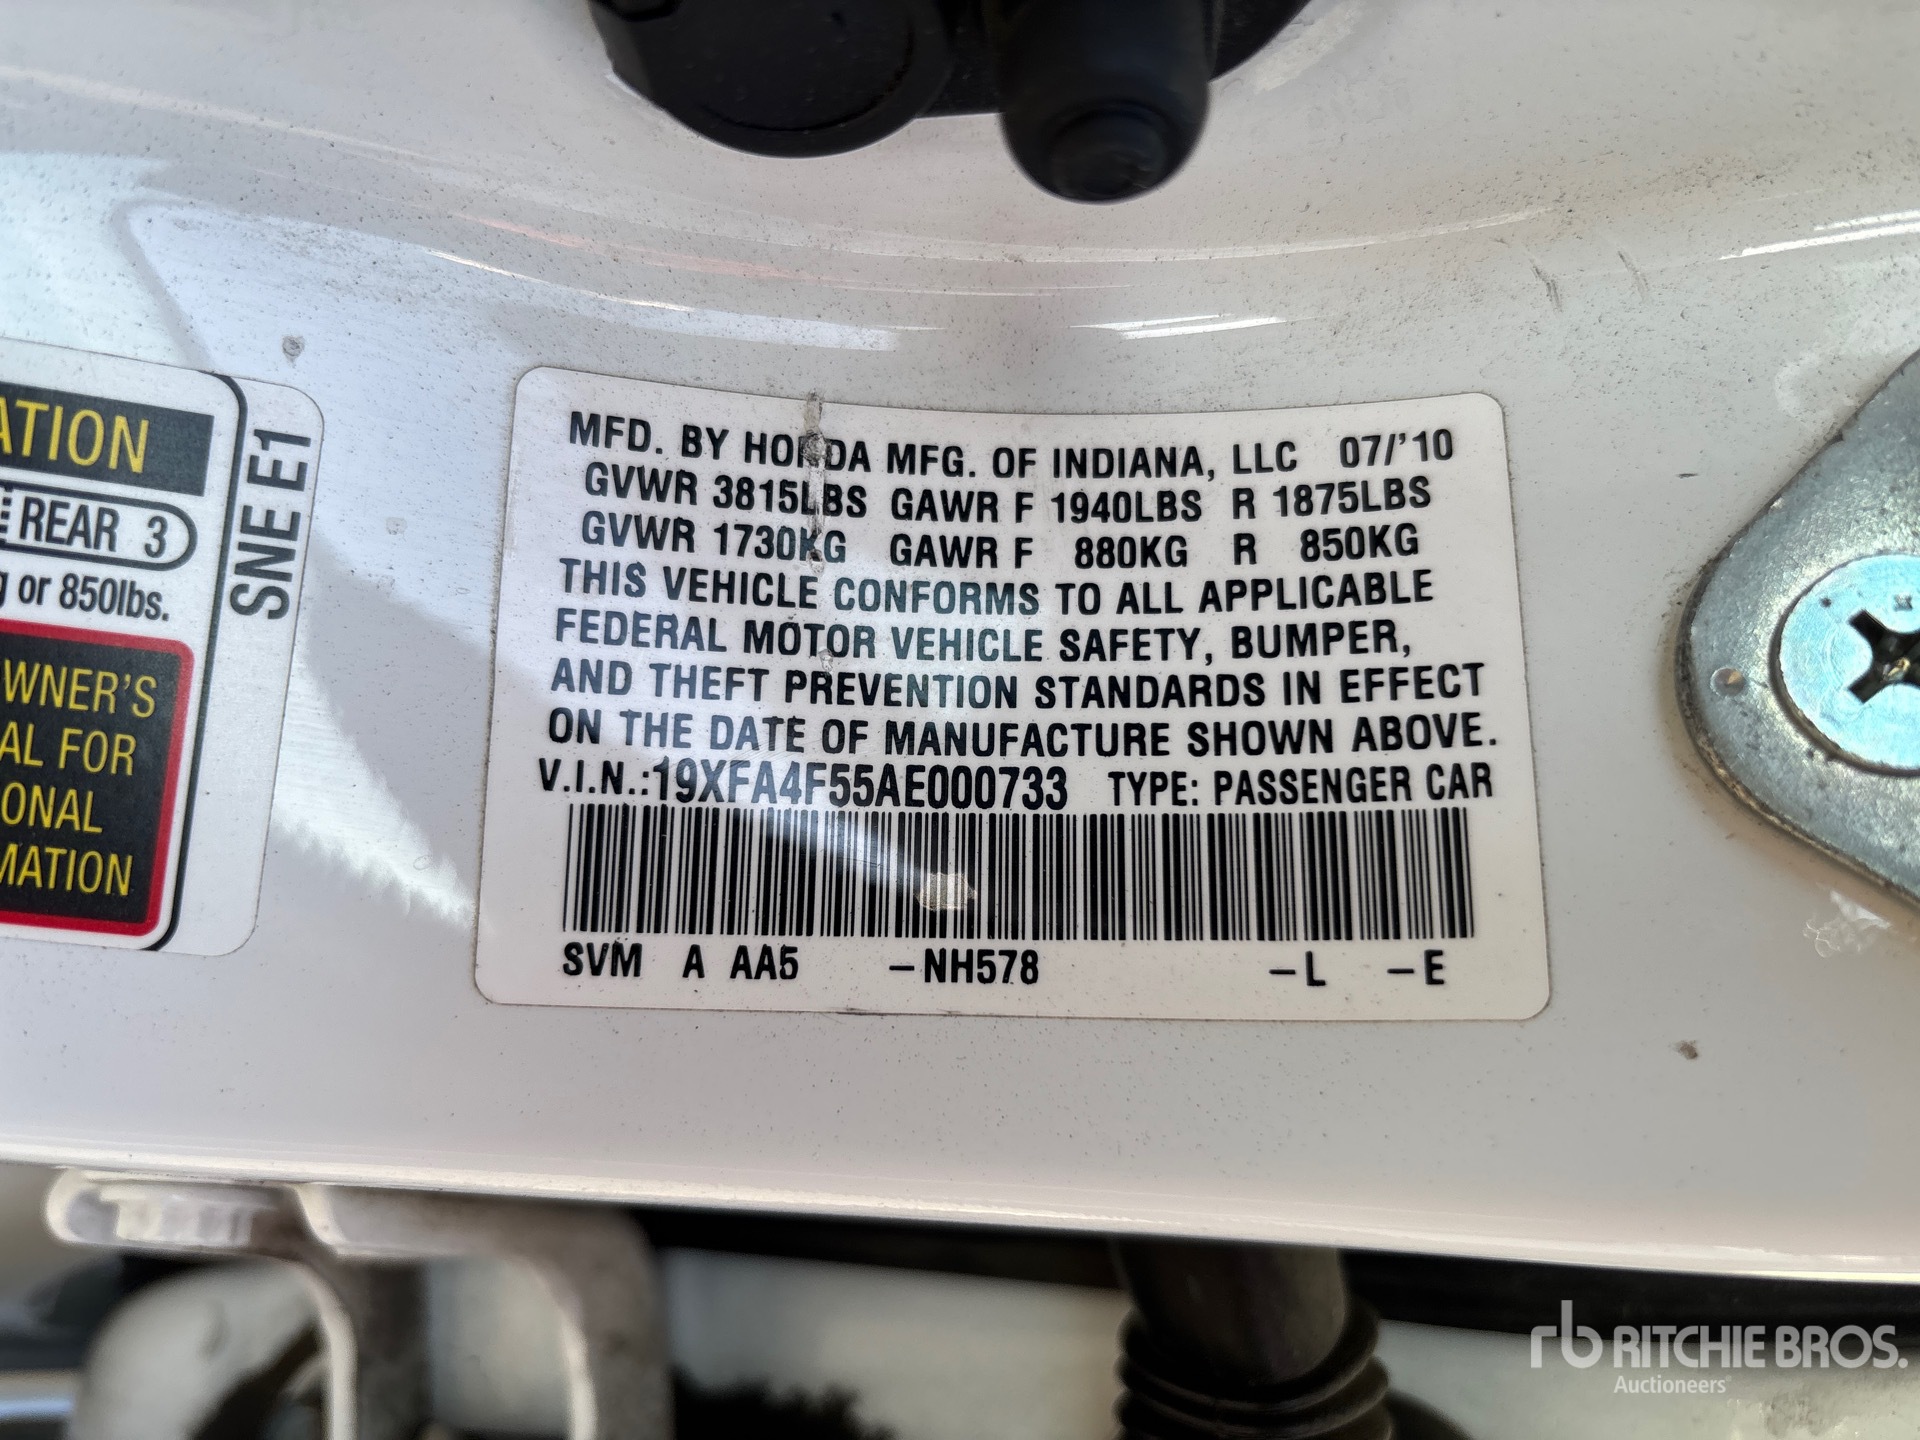 ATION
REAR 3
g or 850lbs.
WNER'S
AL FOR
ONAL
MATION
SNE E1
MFD. BY HONDA MFG. OF INDIANA, LLC 07/'10
GVWR 3815LBS GAWR F 1940LBS R 1875LBS
GVWR 1730KG GAWR F 880KG R 850KG
THIS VEHICLE CONFORMS TO ALL APPLICABLE
FEDERAL MOTOR VEHICLE SAFETY, BUMPER,
AND THEFT PREVENTION STANDARDS IN EFFECT
ON THE DATE OF MANUFACTURE SHOWN ABOVE.
V.I.N.:19XFA4F55AE000733 TYPE: PASSENGER CAR
SVM A AA5 -NH578 -L -E
rb RITCHIE BROS.
Auctioneers